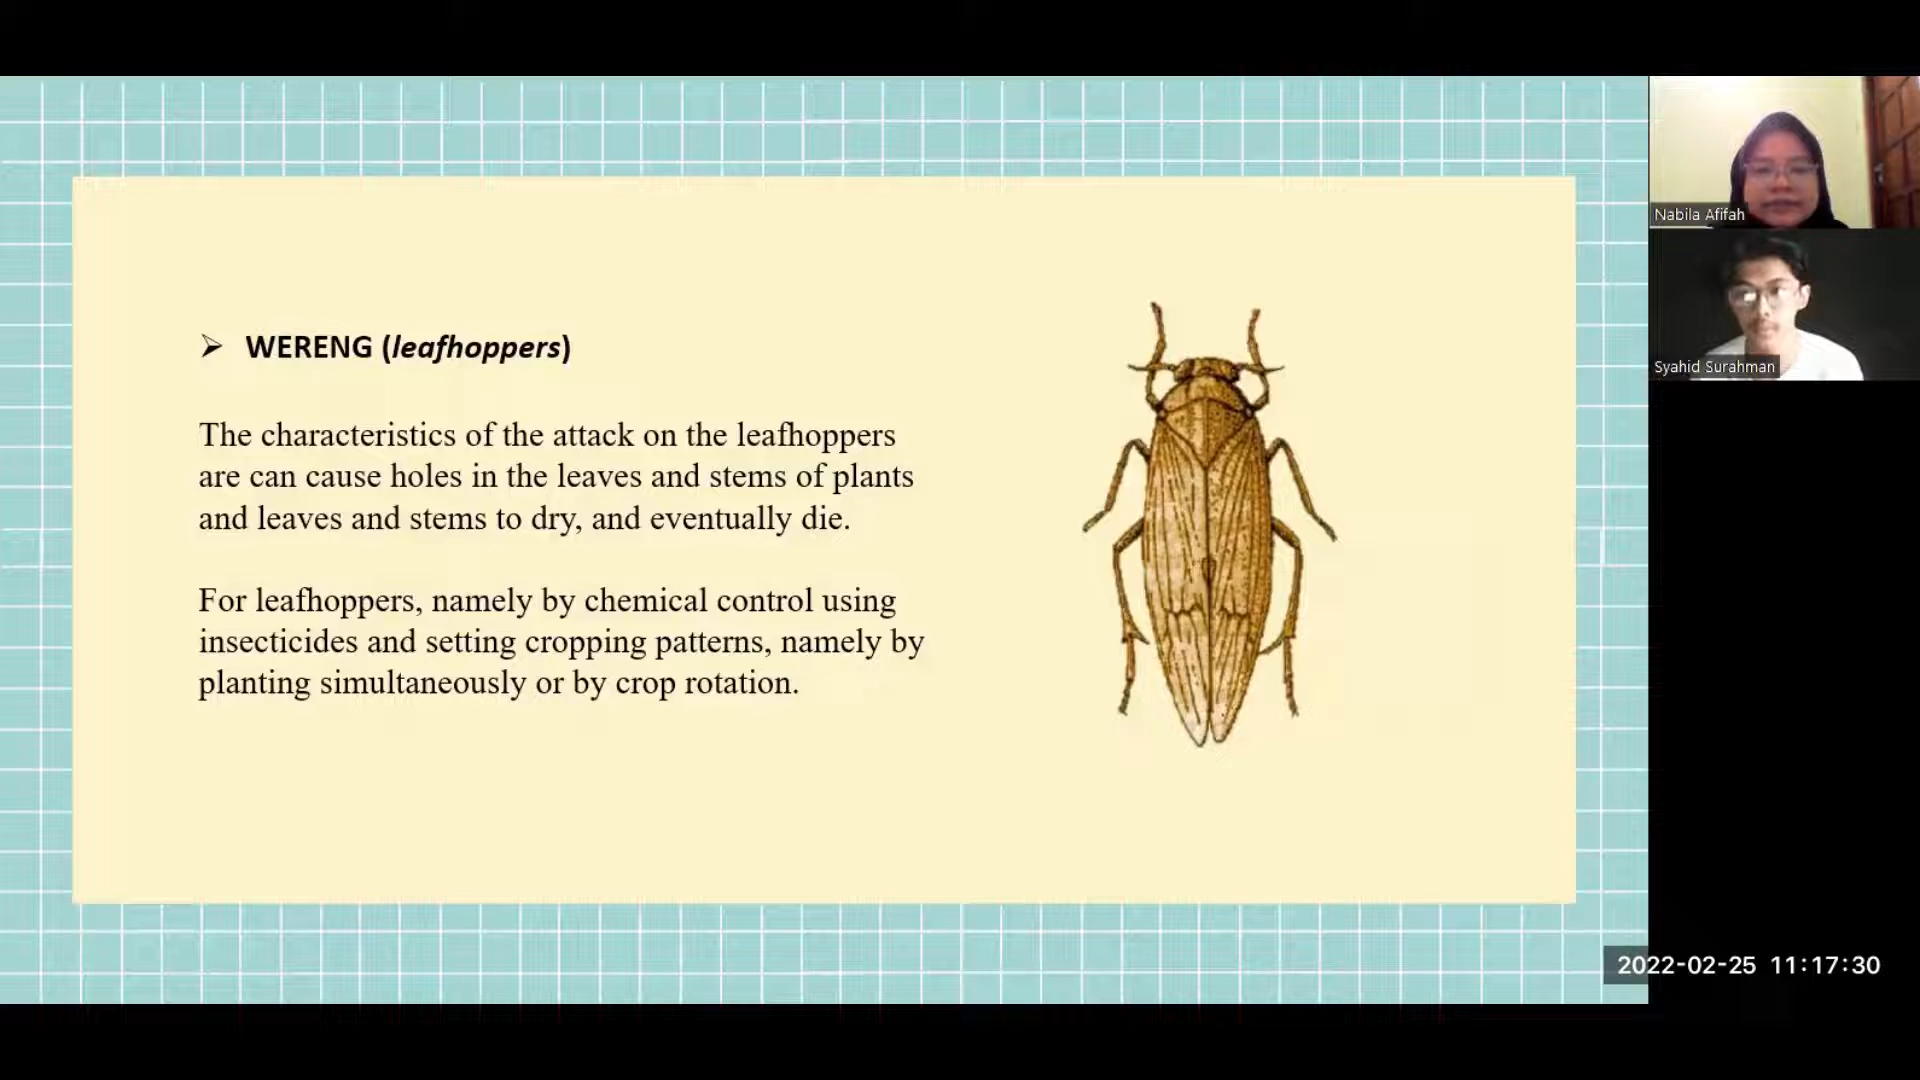 ➢ WERENG (leafhoppers)
The characteristics of the attack on the leafhoppers
are can cause holes in the leaves and stems of plants
and leaves and stems to dry, and eventually die.
For leafhoppers, namely by chemical control using
insecticides and setting cropping patterns, namely by
planting simultaneously or by crop rotation.
Nabila Afifah
Syahid Surahman
2022-02-25 11:17:30